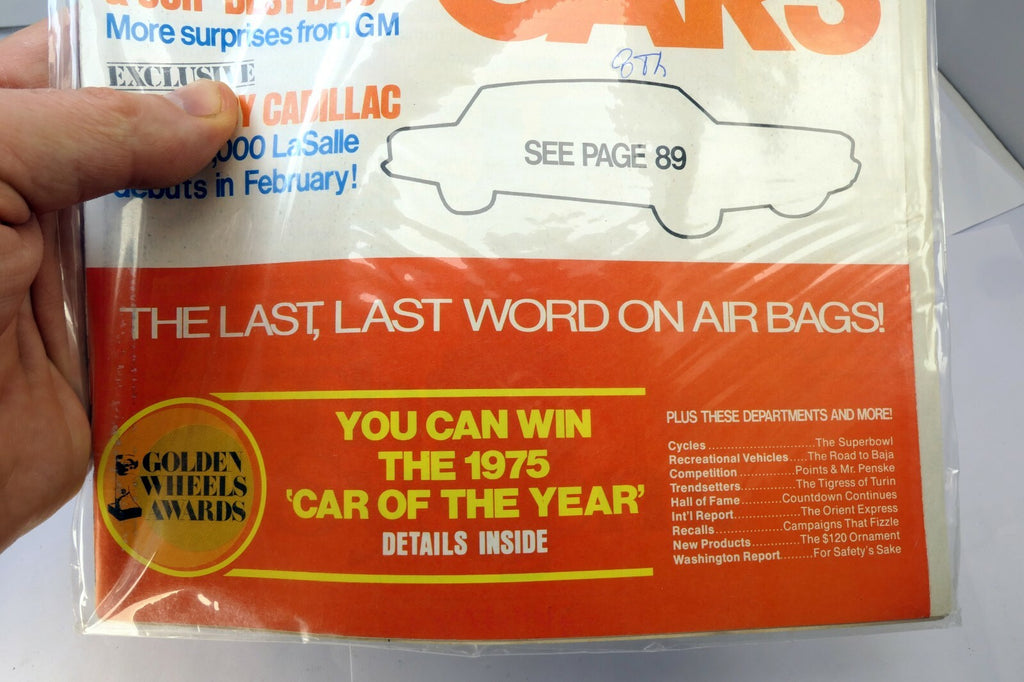 More surprises from GM
CARS
8Th
EXCLUSIVE
CADILLAC
,000 LaSalle
debuts in February!
SEE PAGE 89
THE LAST, LAST WORD ON AIR BAGS!
GOLDEN
WHEELS
AWARDS
YOU CAN WIN
THE 1975
'CAR OF THE YEAR'
DETAILS INSIDE
PLUS THESE DEPARTMENTS AND MORE!
Cycles..............................The Superbowl
Recreational Vehicles.....The Road to Baja
Competition...............Points & Mr. Penske
Trendsetters...............The Tigress of Turin
Hall of Fame...........Countdown Continues
Int'l Report..................The Orient Express
Recalls..................Campaigns That Fizzle
New Products............The $120 Ornament
Washington Report........For Safety's Sake